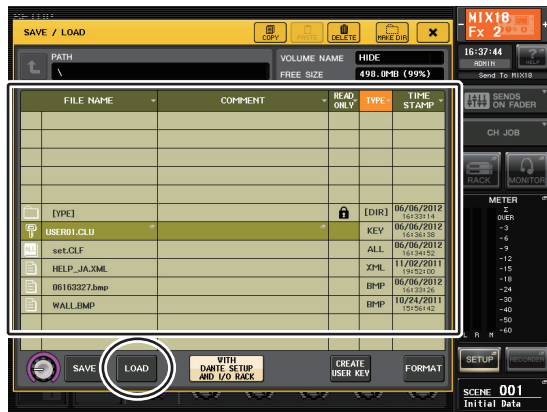 SAVE / LOAD
COPY
PASTE
DELETE
MAKE DIR
MIX18
Fx 2
PATH
\
VOLUME NAME HIDE
FREE SIZE 498.0MB (99%)
16:37:44
ADMIN
HELP
Send To MIX18
FILE NAME COMMENT READ ONLY TYPE TIME STAMP
[YPE] [DIR] 06/06/2012 16:33:14
USER01.CLU KEY 06/06/2012 16:36:38
ALL set.CLF ALL 06/06/2012 16:34:52
HELP_JA.XML XML 11/02/2011 19:52:00
06163327.bmp BMP 06/06/2012 16:33:26
WALL.BMP BMP 10/24/2011 15:56:42
SAVE
LOAD
WITH DANTE SETUP AND I/O RACK
CREATE USER KEY
FORMAT
SENDS ON FADER
CH JOB
RACK
MONITOR
METER
Σ
OVER
-3
-6
-9
-12
-15
-18
-24
-30
-40
-50
-60
L R M
SETUP
RECORDER
SCENE 001
Initial Data